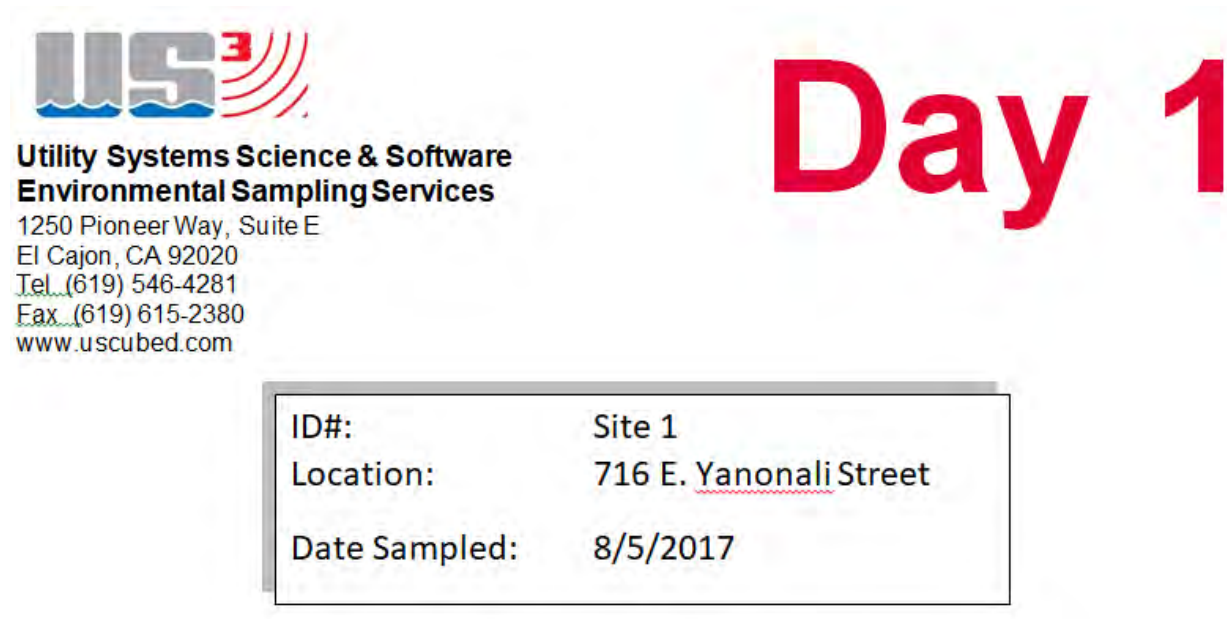 US³
Day 1
Utility Systems Science & Software
Environmental Sampling Services
1250 Pioneer Way, Suite E
El Cajon, CA 92020
Tel. (619) 546-4281
Fax (619) 615-2380
www.uscubed.com
ID#: Site 1
Location: 716 E. Yanonali Street
Date Sampled: 8/5/2017